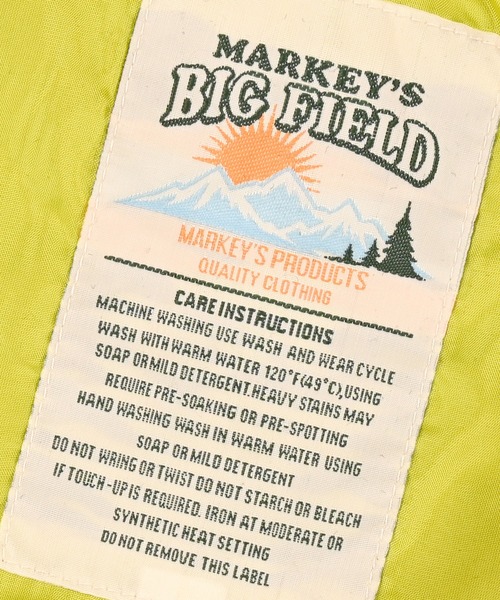 MARKEY'S
BIG FIELD
MARKEY'S PRODUCTS
QUALITY CLOTHING
CARE INSTRUCTIONS
MACHINE WASHING USE WASH AND WEAR CYCLE
WASH WITH WARM WATER 120°F(49°C),USING
SOAP OR MILD DETERGENT.HEAVY STAINS MAY
REQUIRE PRE-SOAKING OR PRE-SPOTTING
HAND WASHING WASH IN WARM WATER USING
SOAP OR MILD DETERGENT
DO NOT WRING OR TWIST DO NOT STARCH OR BLEACH
IF TOUCH-UP IS REQUIRED. IRON AT MODERATE OR
SYNTHETIC HEAT SETTING
DO NOT REMOVE THIS LABEL